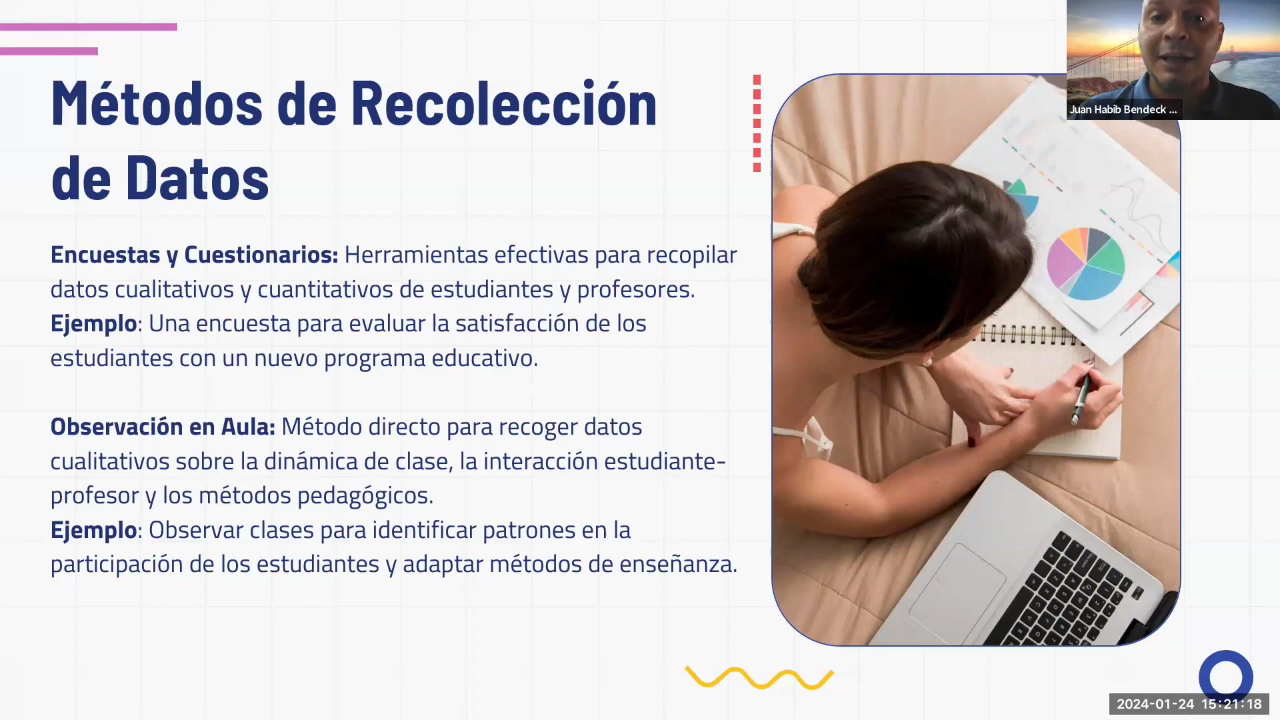 Métodos de Recolección
de Datos
Encuestas y Cuestionarios: Herramientas efectivas para recopilar
datos cualitativos y cuantitativos de estudiantes y profesores.
Ejemplo: Una encuesta para evaluar la satisfacción de los
estudiantes con un nuevo programa educativo.
Observación en Aula: Método directo para recoger datos
cualitativos sobre la dinámica de clase, la interacción estudiante-
profesor y los métodos pedagógicos.
Ejemplo: Observar clases para identificar patrones en la
participación de los estudiantes y adaptar métodos de enseñanza.
Juan Habib Bendeck ...
2024-01-24 15:21:18